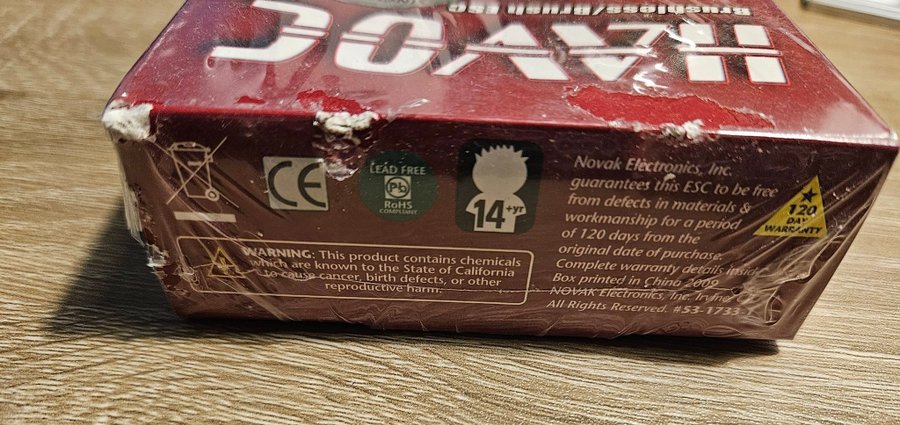 Brushless/Brushed ESC
HAVOC
CE
LEAD FREE
Pb
RoHS
COMPLIANT
14+yr
WARNING: This product contains chemicals
which are known to the State of California
to cause cancer, birth defects, or other
reproductive harm.
Novak Electronics, Inc.
guarantees this ESC to be free
from defects in materials &
workmanship for a period
of 120 days from the
original date of purchase.
Complete warranty details inside
Box printed in China 2009
NOVAK Electronics, Inc. Irvine
All Rights Reserved. #53-1733-
120
DAY
WARRANTY